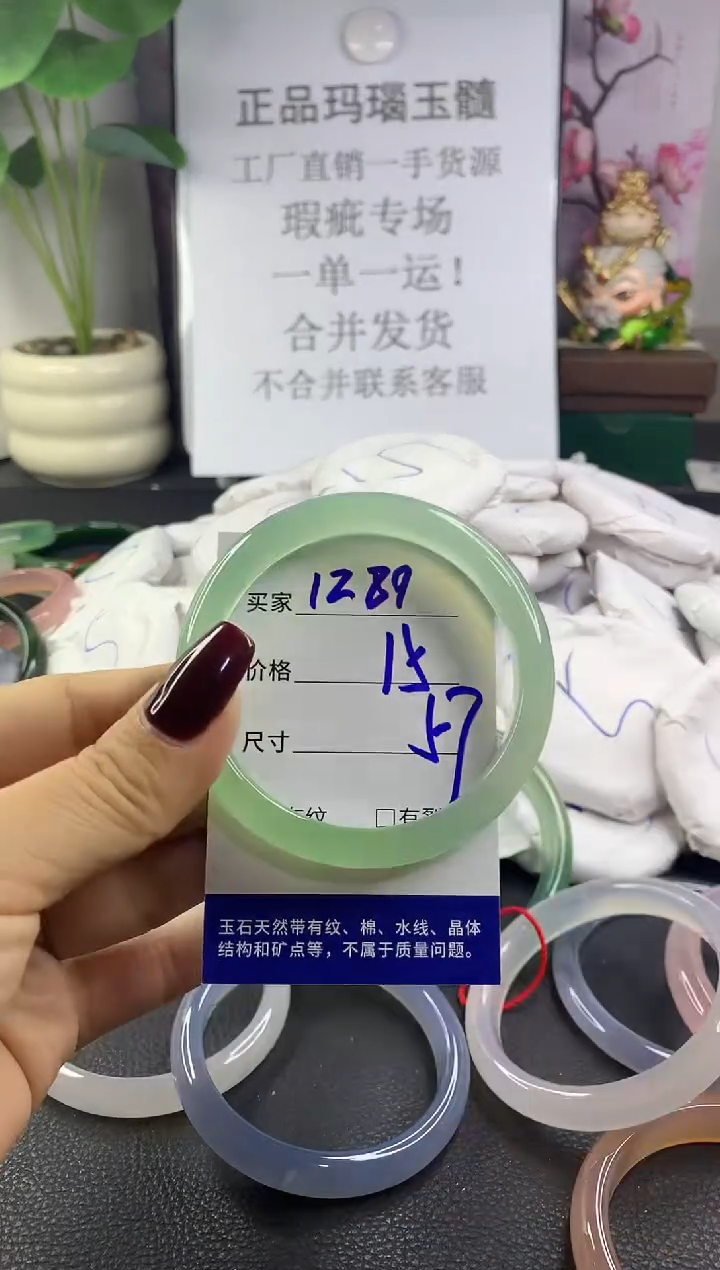 正品玛瑙玉髓
工厂直销一手货源
瑕疵专场
一单一运！
合并发货
不合并联系客服
买家 1289
价格 15
尺寸 57
有纹 □有裂
玉石天然带有纹、棉、水线、晶体
结构和矿点等，不属于质量问题。